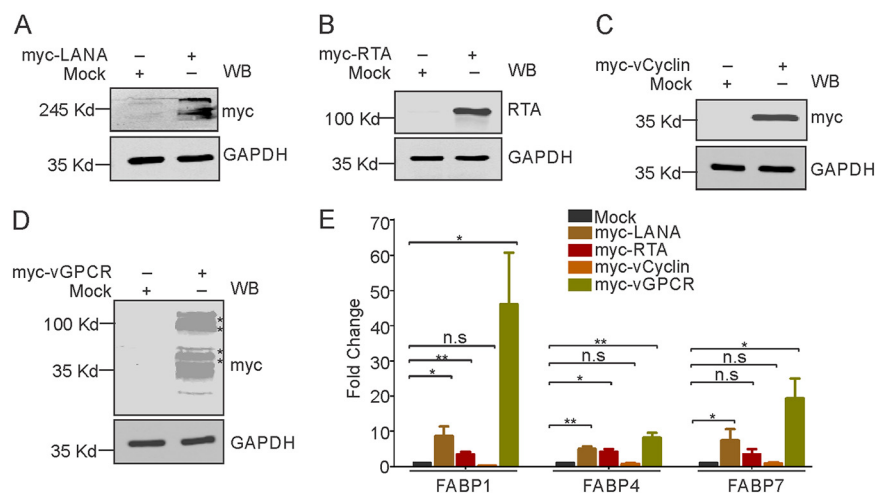 A
myc-LANA – +
Mock + – WB
245 Kd
myc
35 Kd
GAPDH
B
myc-RTA – +
Mock + – WB
100 Kd
RTA
35 Kd
GAPDH
C
myc-vCyclin – +
Mock + – WB
35 Kd
myc
35 Kd
GAPDH
D
myc-vGPCR – +
Mock + – WB
100 Kd
*
*
*
*
35 Kd
myc
35 Kd
GAPDH
E
Fold Change
70
60
50
40
30
20
10
0
Mock
myc-LANA
myc-RTA
myc-vCyclin
myc-vGPCR
*
n.s
**
*
**
n.s
*
**
*
n.s
n.s
*
FABP1 FABP4 FABP7